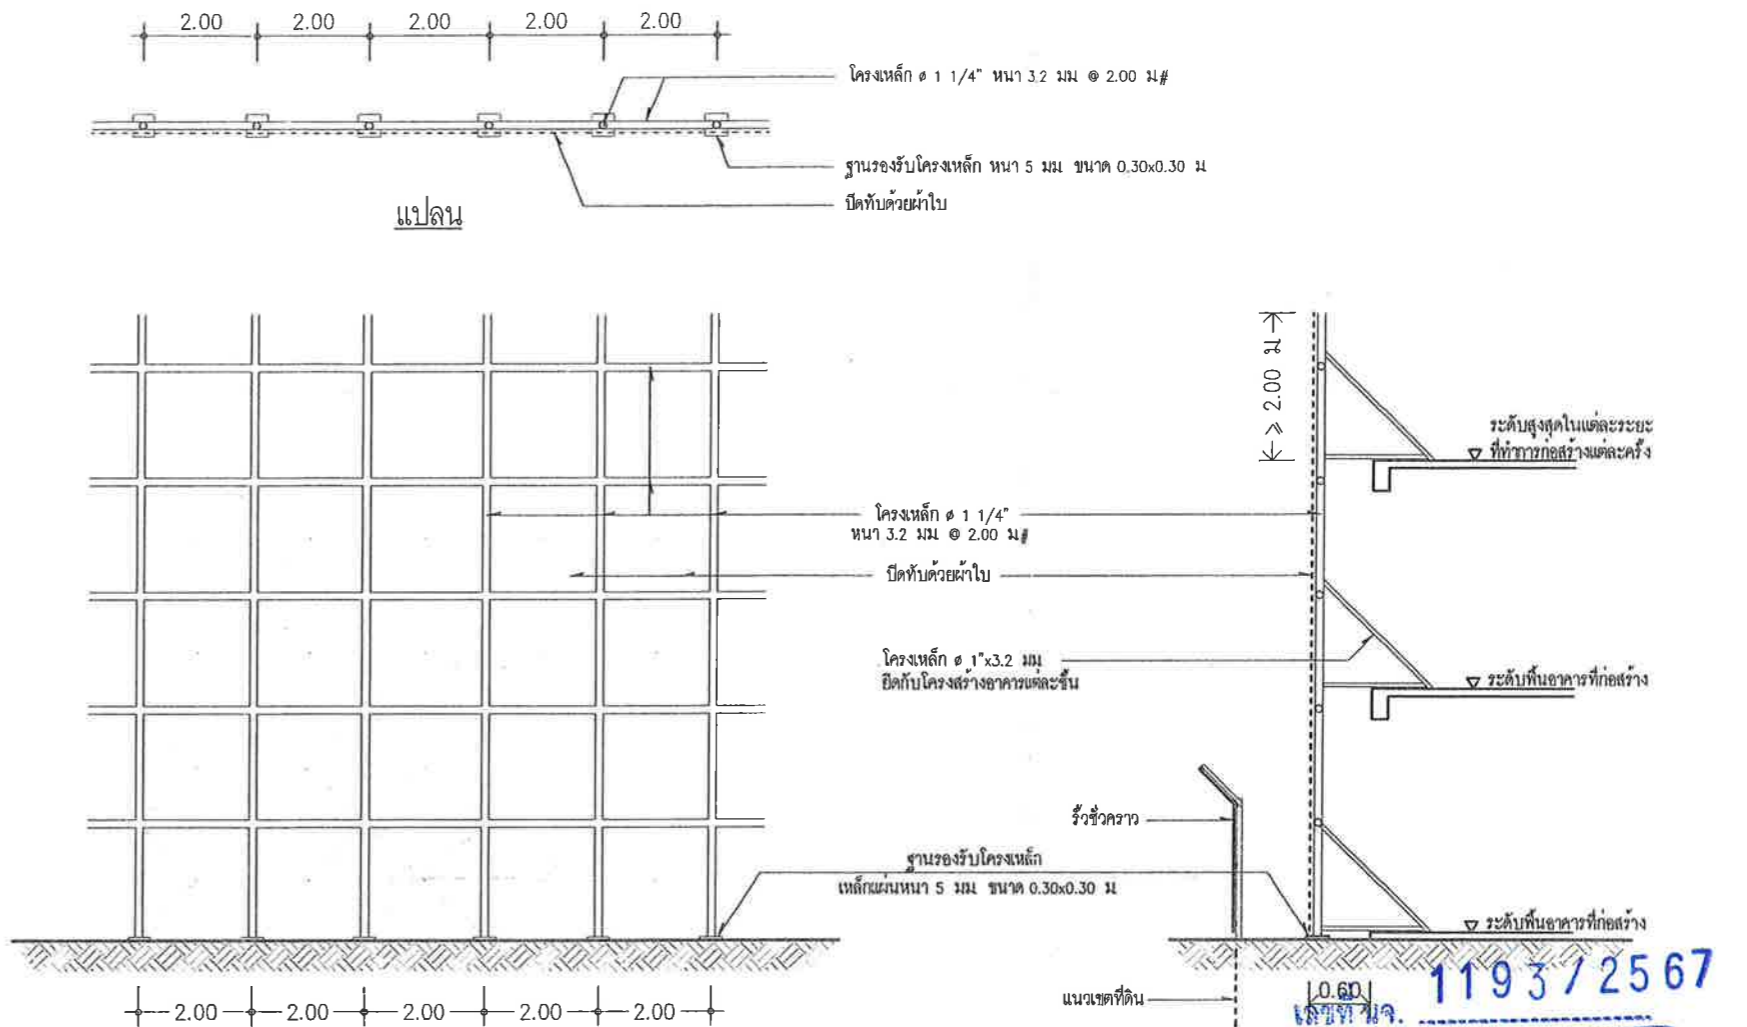 2.00 2.00 2.00 2.00 2.00
โครงเหล็ก ø 1 1/4" หนา 3.2 มม. @ 2.00 ม.#
ฐานรองรับโครงเหล็ก หนา 5 มม. ขนาด 0.30x0.30 ม.
ปิดทับด้วยผ้าใบ
แปลน
≥ 2.00 ม.
ระดับสูงสุดในแต่ละระยะ
ที่ทำการก่อสร้างแต่ละครั้ง
โครงเหล็ก ø 1 1/4"
หนา 3.2 มม. @ 2.00 ม.#
ปิดทับด้วยผ้าใบ
โครงเหล็ก ø 1"x3.2 มม.
ยึดกับโครงสร้างอาคารแต่ละชั้น
ระดับพื้นอาคารที่ก่อสร้าง
รั้วชั่วคราว
ฐานรองรับโครงเหล็ก
เหล็กแผ่นหนา 5 มม. ขนาด 0.30x0.30 ม.
ระดับพื้นอาคารที่ก่อสร้าง
แนวเขตที่ดิน
0.60
เลขที่ นจ. 1193/2567
2.00 2.00 2.00 2.00 2.00